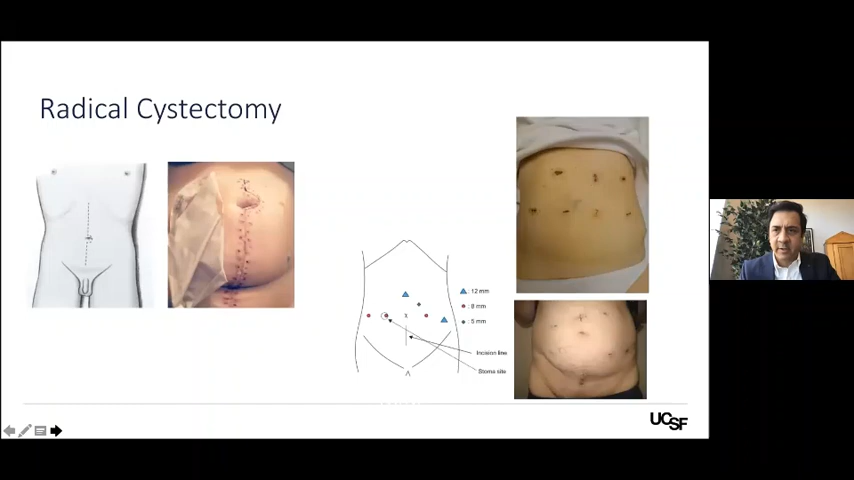 Radical Cystectomy
: 12 mm
: 8 mm
: 5 mm
x
Incision line
Stoma site
UCSF